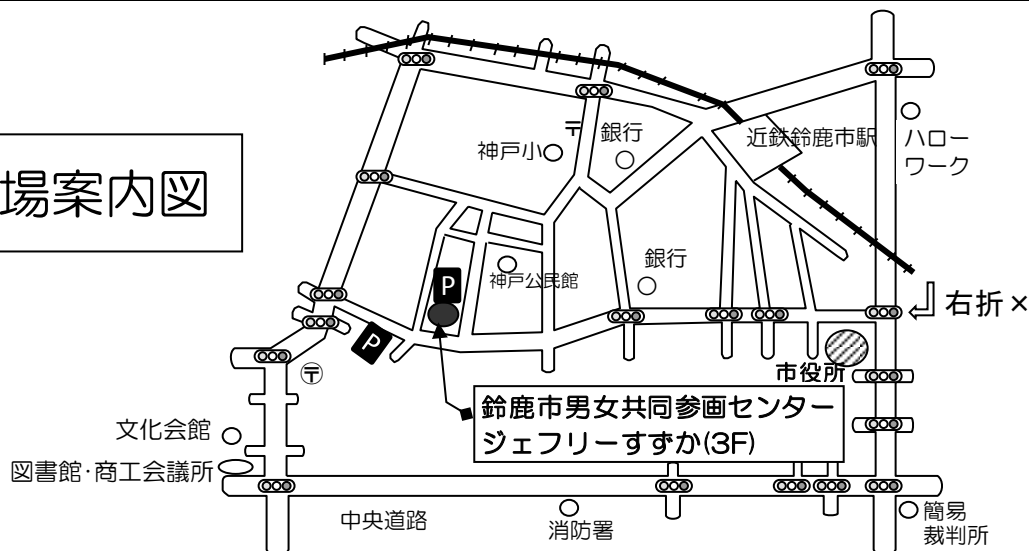 場案内図
〒
銀行
神戸小
近鉄鈴鹿市駅
ハロー
ワーク
P
神戸公民館
銀行
右折×
P
市役所
〒
鈴鹿市男女共同参画センター
ジェフリーすずか(3F)
文化会館
図書館・商工会議所
中央道路
消防署
簡易
裁判所